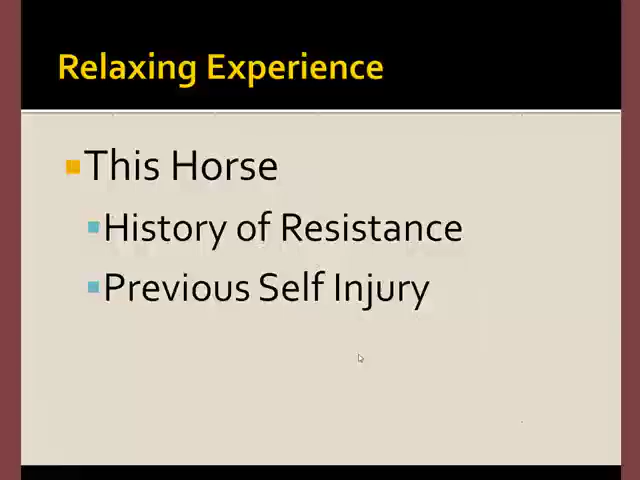 Relaxing Experience
This Horse
History of Resistance
Previous Self Injury